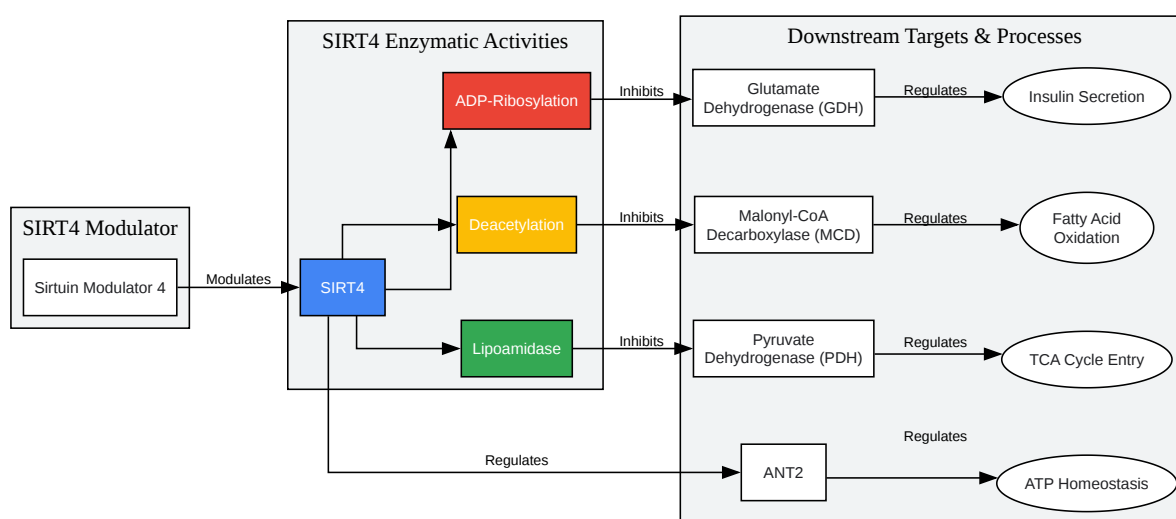 SIRT4 Enzymatic Activities
Downstream Targets & Processes
ADP-Ribosylation
Inhibits
Glutamate
Dehydrogenase (GDH)
Regulates
Insulin Secretion
SIRT4 Modulator
Sirtuin Modulator 4
Modulates
SIRT4
Deacetylation
Inhibits
Malonyl-CoA
Decarboxylase (MCD)
Regulates
Fatty Acid
Oxidation
Lipoamidase
Inhibits
Pyruvate
Dehydrogenase (PDH)
Regulates
TCA Cycle Entry
Regulates
ANT2
Regulates
ATP Homeostasis